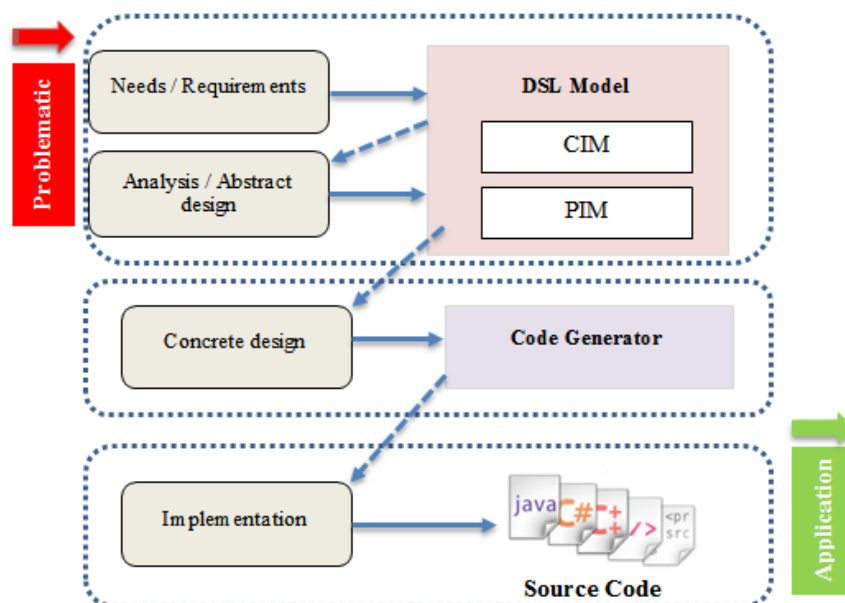 Problematic
Needs / Requirements
DSL Model
CIM
Analysis / Abstract
design
PIM
Concrete design
Code Generator
Implementation
java
C#
C++
/>
<pr
src
Source Code
Application